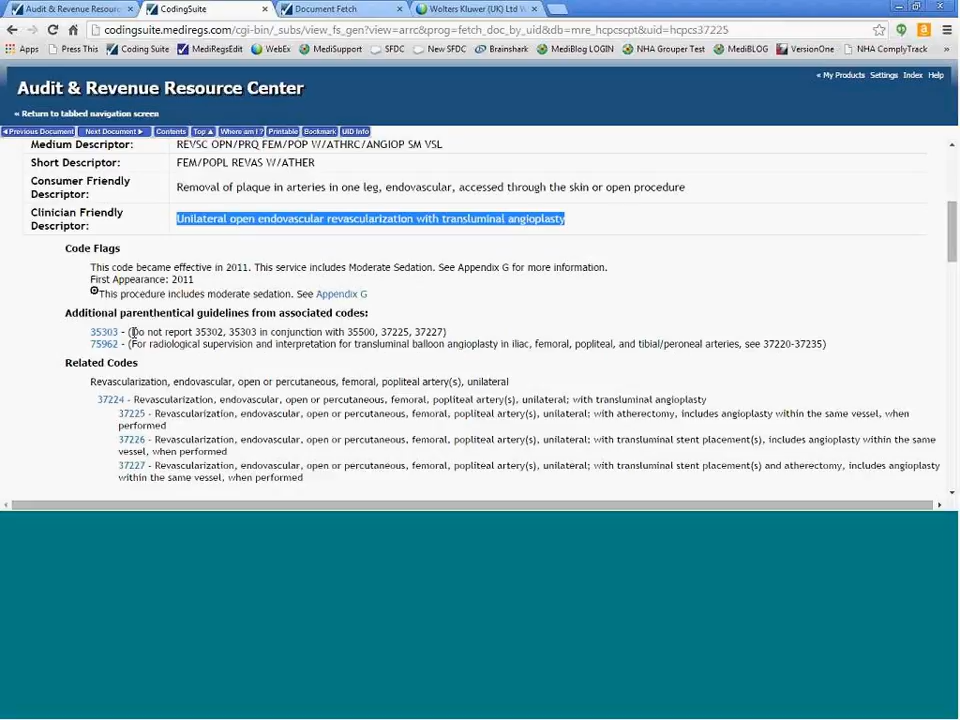 Audit & Revenue Resour
CodingSuite
Document Fetch
Wolters Kluwer (UK) Ltd W
codingsuite.mediregs.com/cgi-bin/_subs/view_fs_gen?view=arrc&prog=fetch_doc_by_uid&db=mre_hcpcscpt&uid=hcpcs37225
Apps Press This Coding Suite MediRegsEdit WebEx MediSupport SFDC New SFDC Brainshark MediBlog LOGIN NHA Grouper Test MediBLOG VersionOne NHA ComplyTrack »
« My Products Settings Index Help
Audit & Revenue Resource Center
« Return to tabbed navigation screen
Previous Document Next Document Contents Top Where am I? Printable Bookmark UID Info
Medium Descriptor: REVSC OPN/PRQ FEM/POP W/ATHRC/ANGIOP SM VSL
Short Descriptor: FEM/POPL REVAS W/ATHER
Consumer Friendly Descriptor: Removal of plaque in arteries in one leg, endovascular, accessed through the skin or open procedure
Clinician Friendly Descriptor: Unilateral open endovascular revascularization with transluminal angioplasty
Code Flags
This code became effective in 2011. This service includes Moderate Sedation. See Appendix G for more information.
First Appearance: 2011
This procedure includes moderate sedation. See Appendix G
Additional parenthentical guidelines from associated codes:
35303 - (Do not report 35302, 35303 in conjunction with 35500, 37225, 37227)
75962 - (For radiological supervision and interpretation for transluminal balloon angioplasty in iliac, femoral, popliteal, and tibial/peroneal arteries, see 37220-37235)
Related Codes
Revascularization, endovascular, open or percutaneous, femoral, popliteal artery(s), unilateral
37224 - Revascularization, endovascular, open or percutaneous, femoral, popliteal artery(s), unilateral; with transluminal angioplasty
37225 - Revascularization, endovascular, open or percutaneous, femoral, popliteal artery(s), unilateral; with atherectomy, includes angioplasty within the same vessel, when
performed
37226 - Revascularization, endovascular, open or percutaneous, femoral, popliteal artery(s), unilateral; with transluminal stent placement(s), includes angioplasty within the same
vessel, when performed
37227 - Revascularization, endovascular, open or percutaneous, femoral, popliteal artery(s), unilateral; with transluminal stent placement(s) and atherectomy, includes angioplasty
within the same vessel, when performed